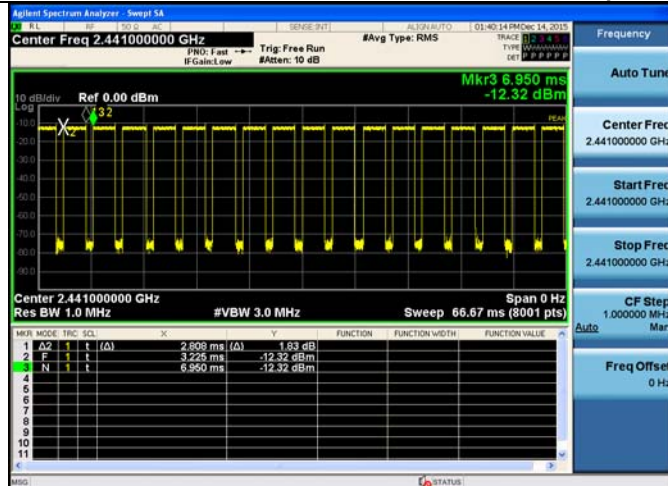 Agilent Spectrum Analyzer - Swept SA
RL RF 50 Ω AC SENSE:INT ALIGNAUTO 01:40:14 PM Dec 14, 2015
Center Freq 2.441000000 GHz #Avg Type: RMS TRACE 1 2 3 4 5 6 Frequency
PNO: Fast Trig: Free Run TYPE
IFGain:Low #Atten: 10 dB DET P P P P P P
Auto Tune
Mkr3 6.950 ms
10 dB/div Ref 0.00 dBm -12.32 dBm
Log
PEAK
-10.0
-20.0
-30.0
-40.0
-50.0
-60.0
-70.0
-80.0
-90.0
Center Freq
2.441000000 GHz
Start Freq
2.441000000 GHz
Stop Freq
2.441000000 GHz
Center 2.441000000 GHz Span 0 Hz
Res BW 1.0 MHz #VBW 3.0 MHz Sweep 66.67 ms (8001 pts)
CF Step
1.000000 MHz
Auto Man
MKR MODE TRC SCL X Y FUNCTION FUNCTION WIDTH FUNCTION VALUE
1 Δ2 1 t (Δ) 2.808 ms (Δ) 1.83 dB
2 F 1 t 3.225 ms -12.32 dBm
3 N 1 t 6.950 ms -12.32 dBm
4
5
6
7
8
9
10
11
Freq Offset
0 Hz
MSG STATUS